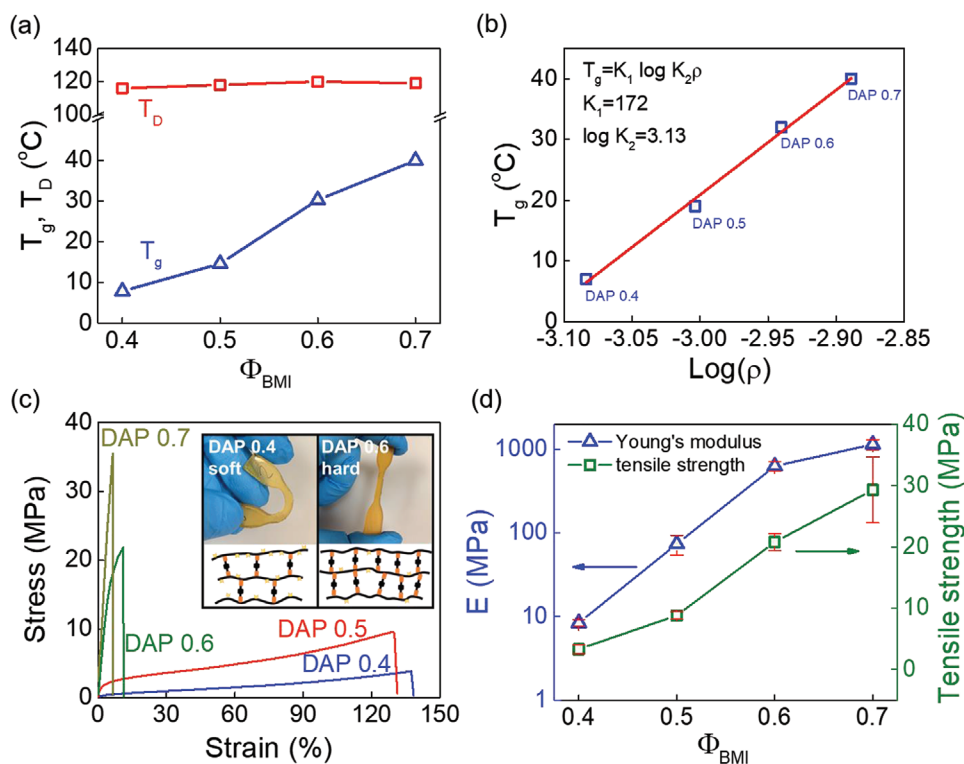 (a)
140
120
100
40
30
20
10
0
T_g, T_D (°C)
T_D
T_g
0.4 0.5 0.6 0.7
Φ_BMI
(b)
T_g=K_1 log K_2ρ
K_1=172
log K_2=3.13
40
30
20
10
0
T_g (°C)
DAP 0.7
DAP 0.6
DAP 0.5
DAP 0.4
-3.10 -3.05 -3.00 -2.95 -2.90 -2.85
Log(ρ)
(c)
40
30
20
10
0
Stress (MPa)
DAP 0.7
DAP 0.4
soft
DAP 0.6
hard
DAP 0.6
DAP 0.5
DAP 0.4
0 30 60 90 120 150
Strain (%)
(d)
1000
100
10
1
E (MPa)
Young's modulus
tensile strength
40
30
20
10
0
Tensile strength (MPa)
0.4 0.5 0.6 0.7
Φ_BMI